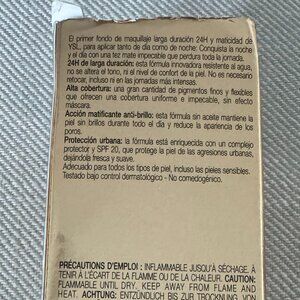 El primer fondo de maquillaje larga duración 24H y maticidad de
YSL, para aplicar tanto de día como de noche: Conquista la noche
y el día con una tez mate impecable que perdura toda la jornada.
24H de larga duración: esta fórmula innovadora resistente al agua,
no se altera el tono, ni el nivel de confort de la piel. No es necesario
refocar, incluso ni en las jornadas más intensas.
Alta cobertura: una gran cantidad de pigmentos finos y flexibles
que ofrecen una cobertura uniforme e impecable, sin efecto
máscara.
Acción matificante anti-brillo: esta fórmula sin aceite mantiene la
piel sin brillos durante todo el día y reduce la apariencia de los
poros.
Protección urbana: la fórmula está enriquecida con un complejo
protector y SPF 20, que protege la piel de las agresiones urbanas,
dejándola fresca y suave.
Adecuado para todos los tipos de piel, incluso las pieles sensibles.
Testado bajo control dermatológico - No comedogénico.
PRÉCAUTIONS D'EMPLOI : INFLAMMABLE JUSQU'À SÉCHAGE. À
TENIR À L'ÉCART DE LA FLAMME OU DE LA CHALEUR. CAUTION:
FLAMMABLE UNTIL DRY. KEEP AWAY FROM FLAME AND
HEAT. ACHTUNG: ENTZÜNDLICH BIS ZUR TROCKNUNG. VON